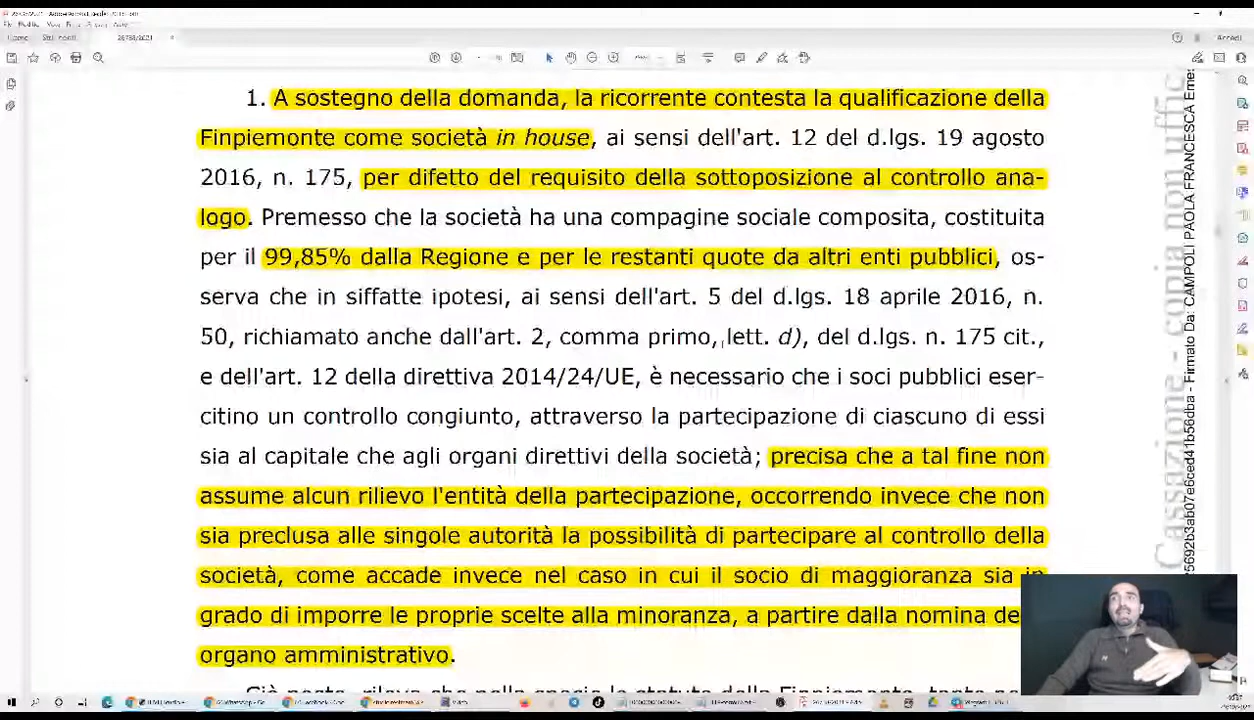 26788/2021
Accedi
1. A sostegno della domanda, la ricorrente contesta la qualificazione della
Finpiemonte come società in house, ai sensi dell'art. 12 del d.lgs. 19 agosto
2016, n. 175, per difetto del requisito della sottoposizione al controllo ana-
logo. Premesso che la società ha una compagine sociale composita, costituita
per il 99,85% dalla Regione e per le restanti quote da altri enti pubblici, os-
serva che in siffatte ipotesi, ai sensi dell'art. 5 del d.lgs. 18 aprile 2016, n.
50, richiamato anche dall'art. 2, comma primo, lett. d), del d.lgs. n. 175 cit.,
e dell'art. 12 della direttiva 2014/24/UE, è necessario che i soci pubblici eser-
citino un controllo congiunto, attraverso la partecipazione di ciascuno di essi
sia al capitale che agli organi direttivi della società; precisa che a tal fine non
assume alcun rilievo l'entità della partecipazione, occorrendo invece che non
sia preclusa alle singole autorità la possibilità di partecipare al controllo della
società, come accade invece nel caso in cui il socio di maggioranza sia in
grado di imporre le proprie scelte alla minoranza, a partire dalla nomina de
organo amministrativo.
Cassazione - copia non uffic
Firmato Da: CAMPOLI PAOLA FRANCESCA Emes